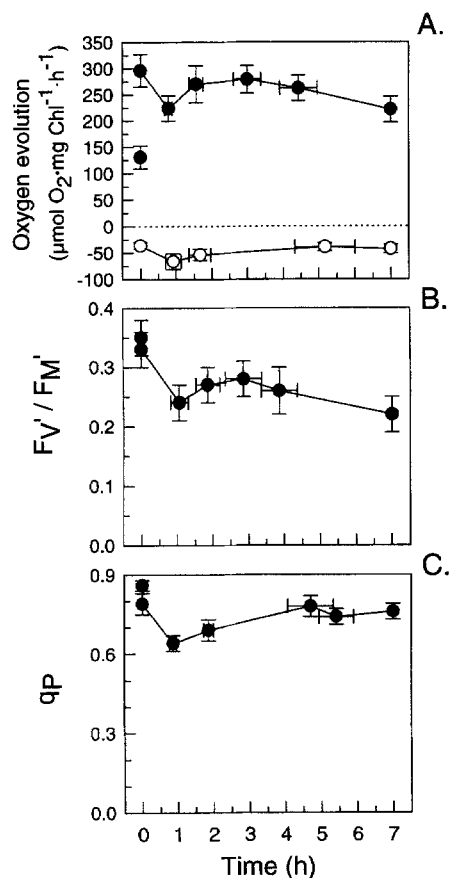 A.
Oxygen evolution
(µmol O₂·mg Chl⁻¹·h⁻¹)
350
300
250
200
150
100
50
0
-50
-100
B.
FV' / FM'
0.4
0.3
0.2
0.1
0.0
C.
qP
0.9
0.6
0.3
0.0
0 1 2 3 4 5 6 7
Time (h)